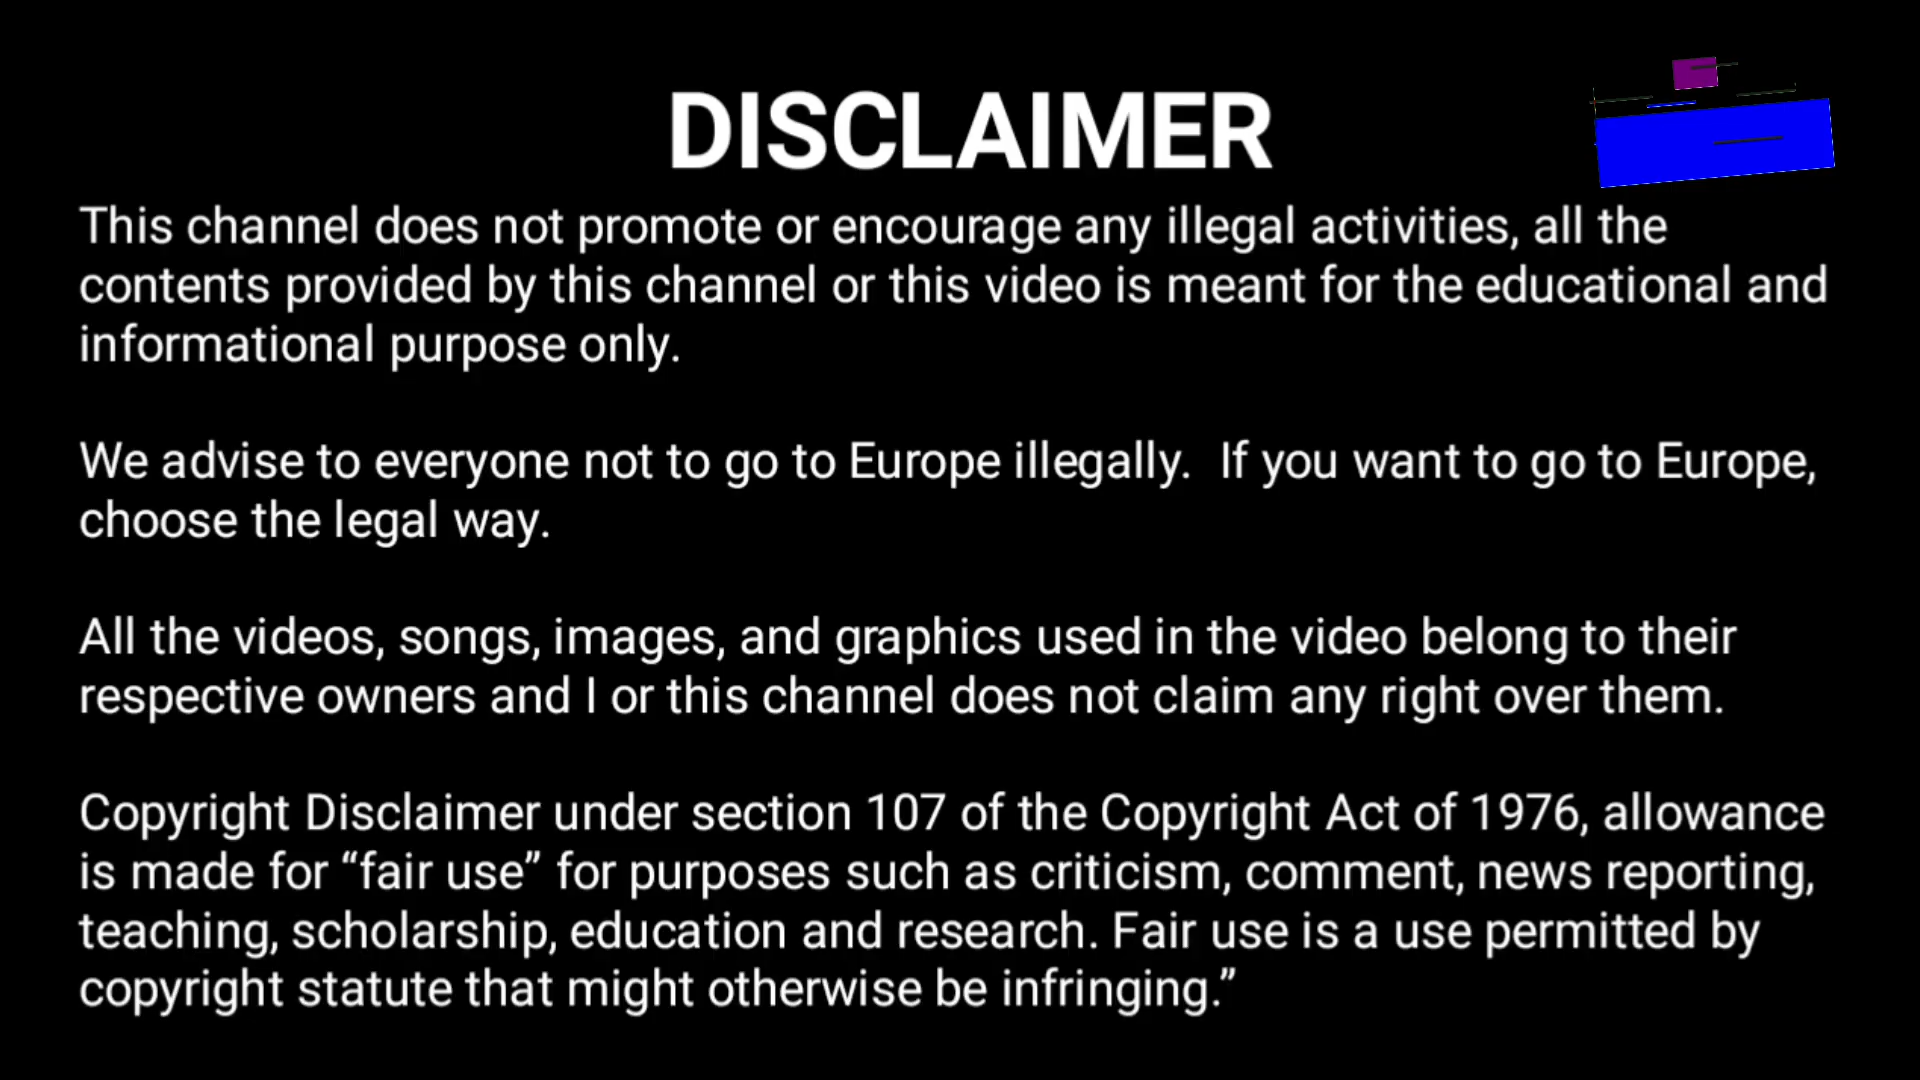 DISCLAIMER
This channel does not promote or encourage any illegal activities, all the
contents provided by this channel or this video is meant for the educational and
informational purpose only.
We advise to everyone not to go to Europe illegally.  If you want to go to Europe,
choose the legal way.
All the videos, songs, images, and graphics used in the video belong to their
respective owners and I or this channel does not claim any right over them.
Copyright Disclaimer under section 107 of the Copyright Act of 1976, allowance
is made for “fair use” for purposes such as criticism, comment, news reporting,
teaching, scholarship, education and research. Fair use is a use permitted by
copyright statute that might otherwise be infringing.”